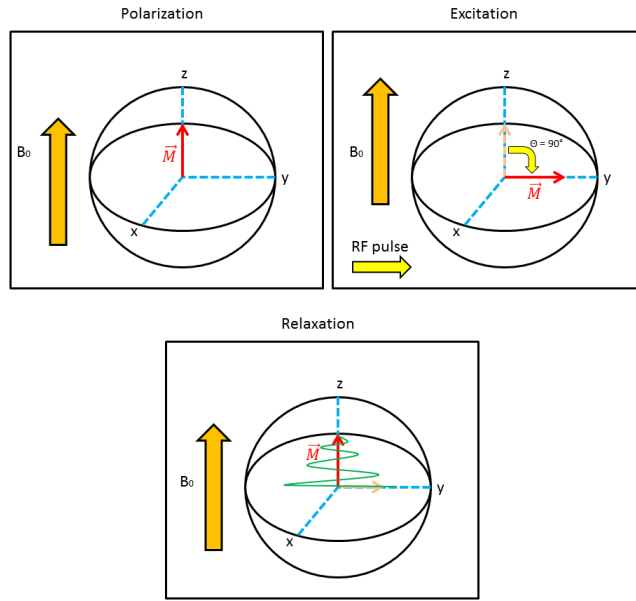 Polarization
z
B₀
M
y
x
Excitation
z
B₀
Θ = 90°
M
y
x
RF pulse
Relaxation
z
M
B₀
y
x